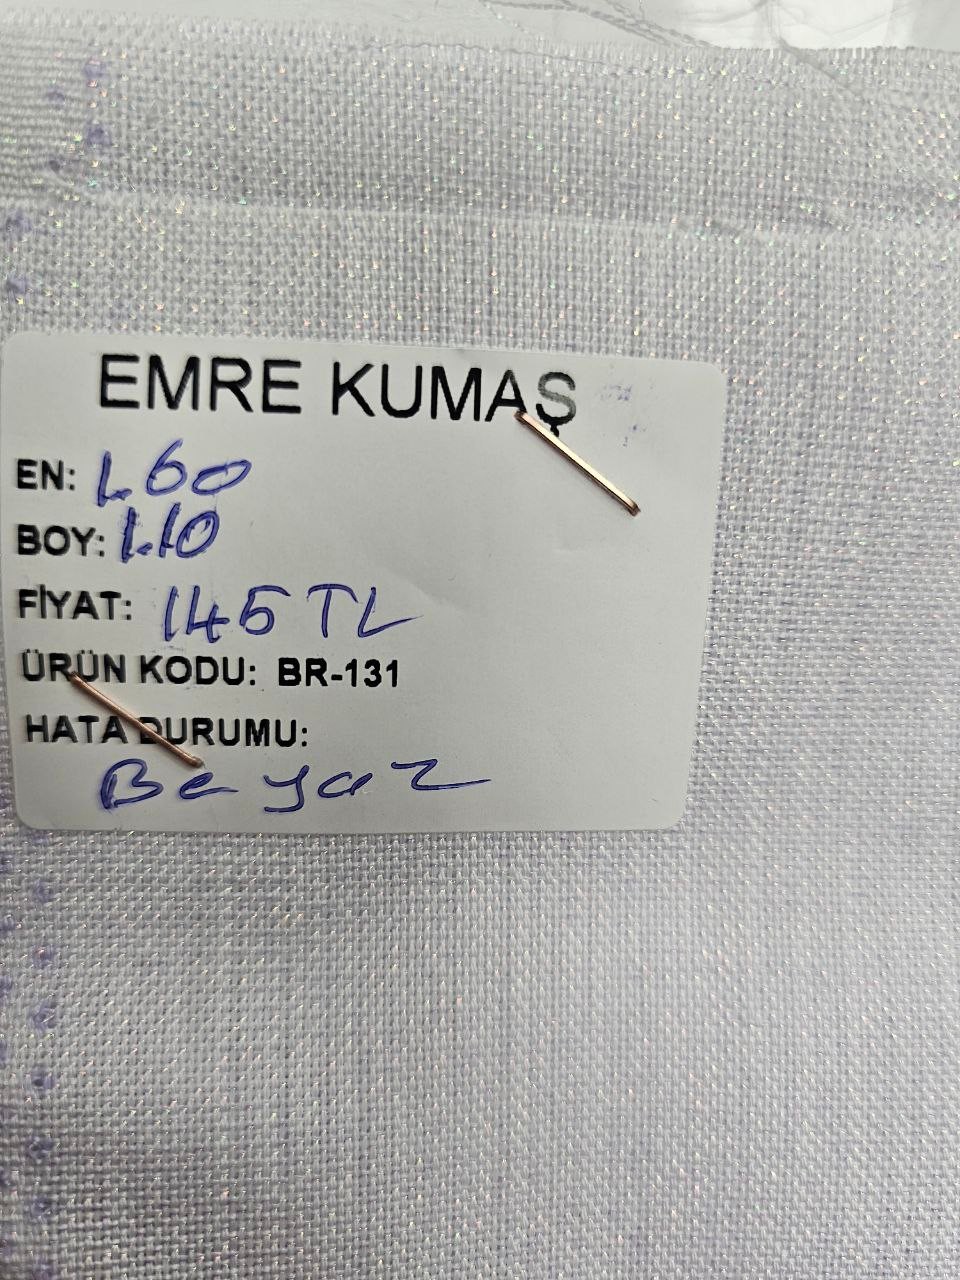 EMRE KUMAŞ
EN: 1.60
BOY: 1.10
FİYAT: 145 TL
ÜRÜN KODU: BR-131
HATA DURUMU:
Beyaz